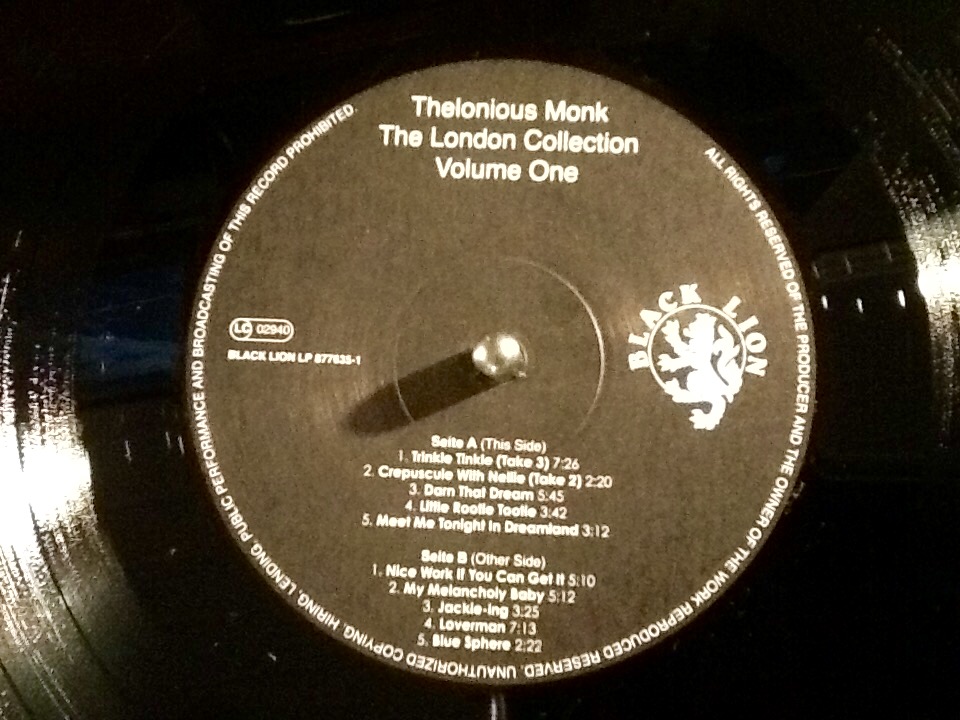 Thelonious Monk
The London Collection
Volume One
ALL RIGHTS RESERVED OF THE PRODUCER AND THE OWNER OF THE WORK REPRODUCED RESERVED. UNAUTHORIZED COPYING, HIRING, LENDING, PUBLIC PERFORMANCE AND BROADCASTING OF THIS RECORD PROHIBITED.
LC 02940
BLACK LION LP 877635-1
BLACK LION
Seite A (This Side)
1. Trinkle Tinkle (Take 3) 7:26
2. Crepuscule With Nellie (Take 2) 2:20
3. Darn That Dream 5:45
4. Little Rootie Tootie 3:42
5. Meet Me Tonight In Dreamland 3:12
Seite B (Other Side)
1. Nice Work If You Can Get It 5:10
2. My Melancholy Baby 5:12
3. Jackie-ing 3:25
4. Loverman 7:13
5. Blue Sphere 2:22